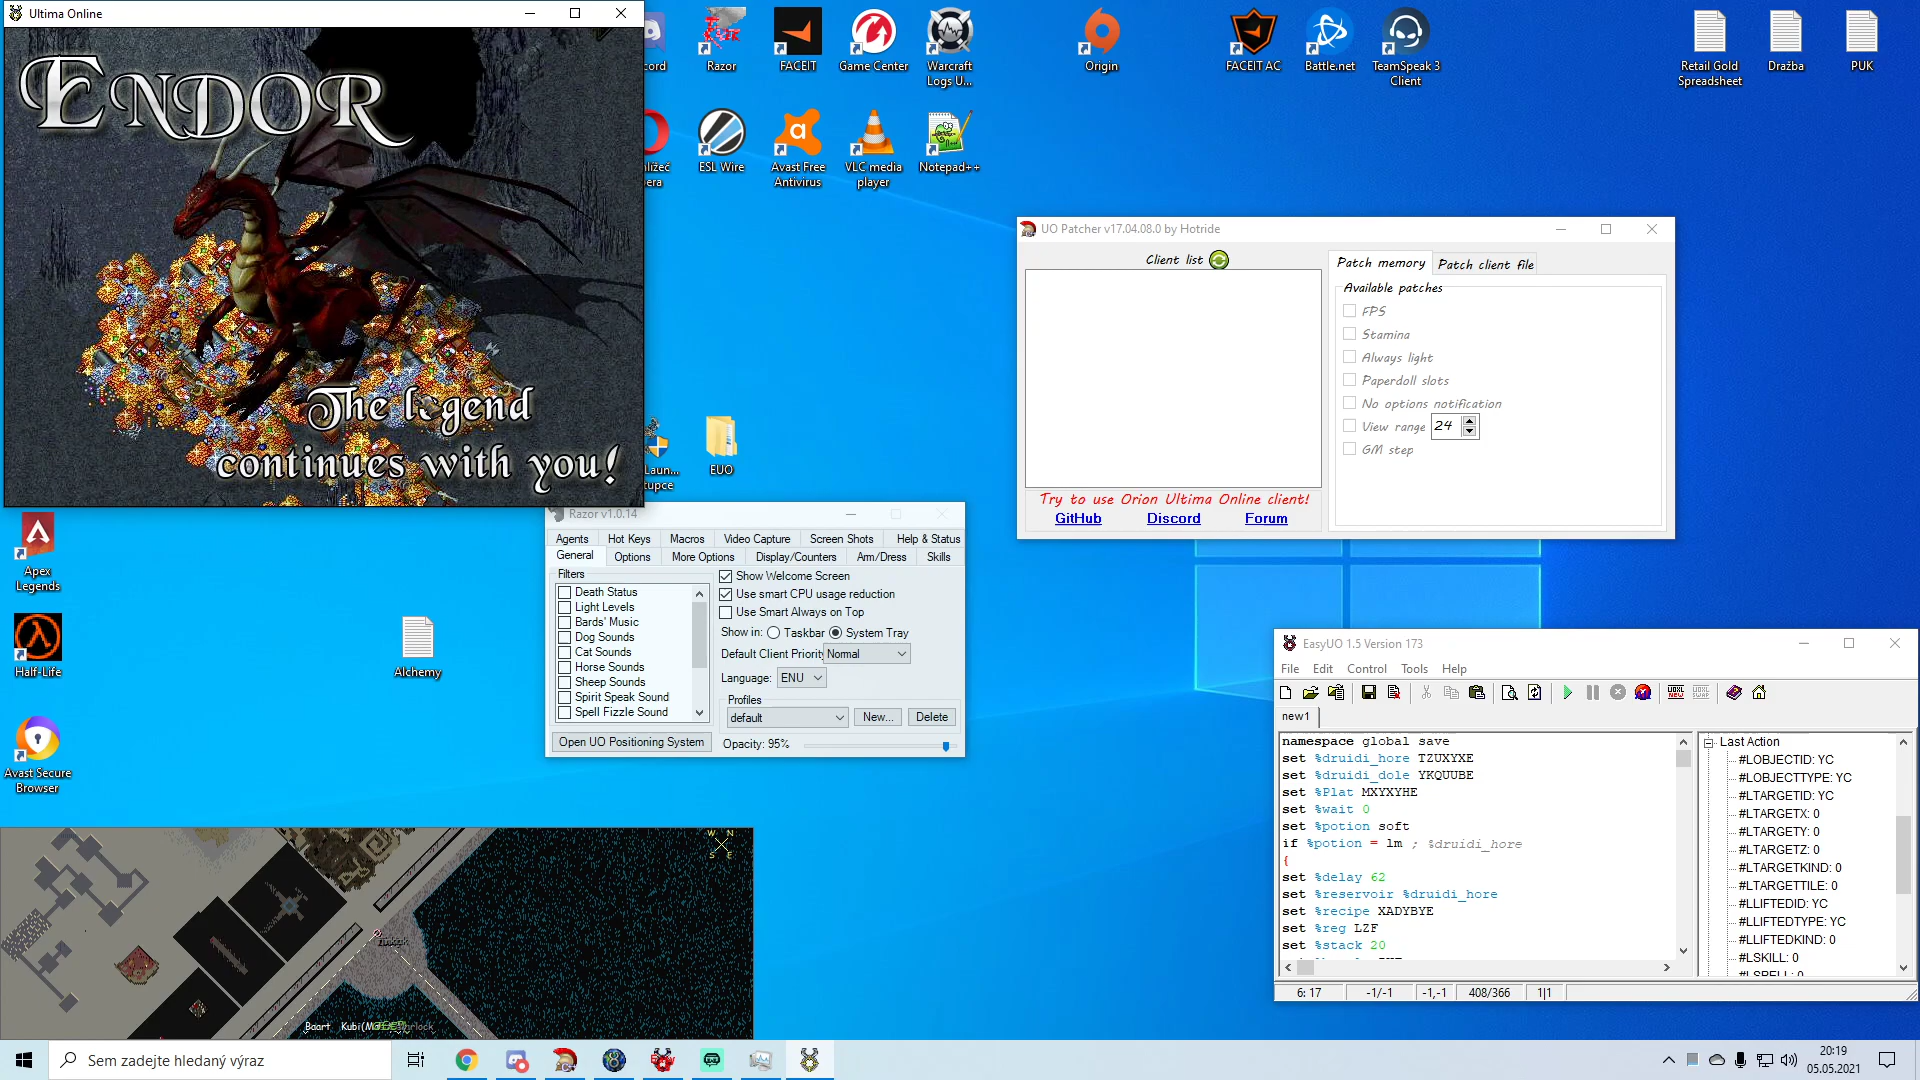 Ultima Online
ENDOR
The legend
continues with you!
Razor
FACEIT
Game Center
Warcraft
Logs U...
Origin
FACEIT AC
Battle.net
TeamSpeak 3
Client
Retail Gold
Spreadsheet
Dražba
PUK
ESL Wire
Avast Free
Antivirus
VLC media
player
Notepad++
EUO
Apex
Legends
Half-Life
Alchemy
Avast Secure
Browser
UO Patcher v17.04.08.0 by Hotride
Client list
Patch memory
Patch client file
Available patches
FPS
Stamina
Always light
Paperdoll slots
No options notification
View range 24
GM step
Try to use Orion Ultima Online client!
GitHub Discord Forum
Razor v1.0.14
Agents Hot Keys Macros Video Capture Screen Shots Help & Status
General Options More Options Display/Counters Arm/Dress Skills
Filters
Death Status
Light Levels
Bards' Music
Dog Sounds
Cat Sounds
Horse Sounds
Sheep Sounds
Spirit Speak Sound
Spell Fizzle Sound
Open UO Positioning System
Show Welcome Screen
Use smart CPU usage reduction
Use Smart Always on Top
Show in: Taskbar System Tray
Default Client Priority Normal
Language: ENU
Profiles
default New... Delete
Opacity: 95%
EasyUO 1.5 Version 173
File Edit Control Tools Help
new1
namespace global save
set %druidi_hore TZUXYXE
set %druidi_dole YKQUUBE
set %Plat MXYXYHE
set %wait 0
set %potion soft
if %potion = lm ; %druidi_hore
{
set %delay 62
set %reservoir %druidi_hore
set %recipe XADYBYE
set %reg LZF
set %stack 20
Last Action
#LOBJECTID: YC
#LOBJECTTYPE: YC
#LTARGETID: YC
#LTARGETX: 0
#LTARGETY: 0
#LTARGETZ: 0
#LTARGETKIND: 0
#LTARGETTILE: 0
#LLIFTEDID: YC
#LLIFTEDTYPE: YC
#LLIFTEDKIND: 0
#LSKILL: 0
#LSPELL: 0
6: 17 -1/-1 -1,-1 408/366 1|1
W N
S E
Baart
Sem zadejte hledaný výraz
20:19
05.05.2021